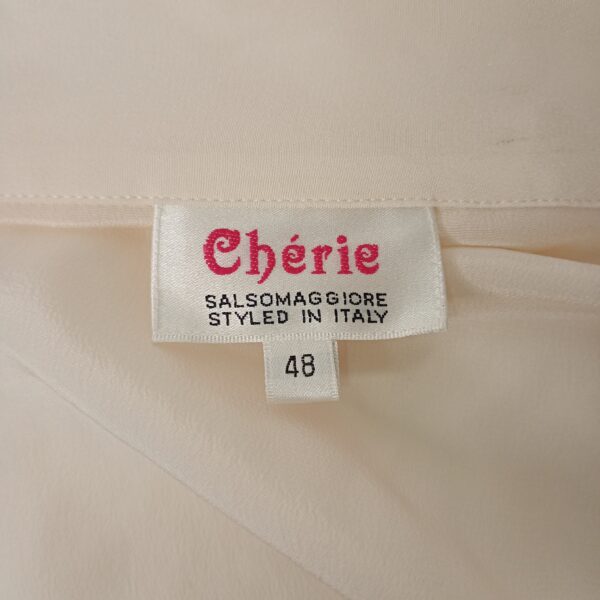 Chérie
SALSOMAGGIORE
STYLED IN ITALY
48